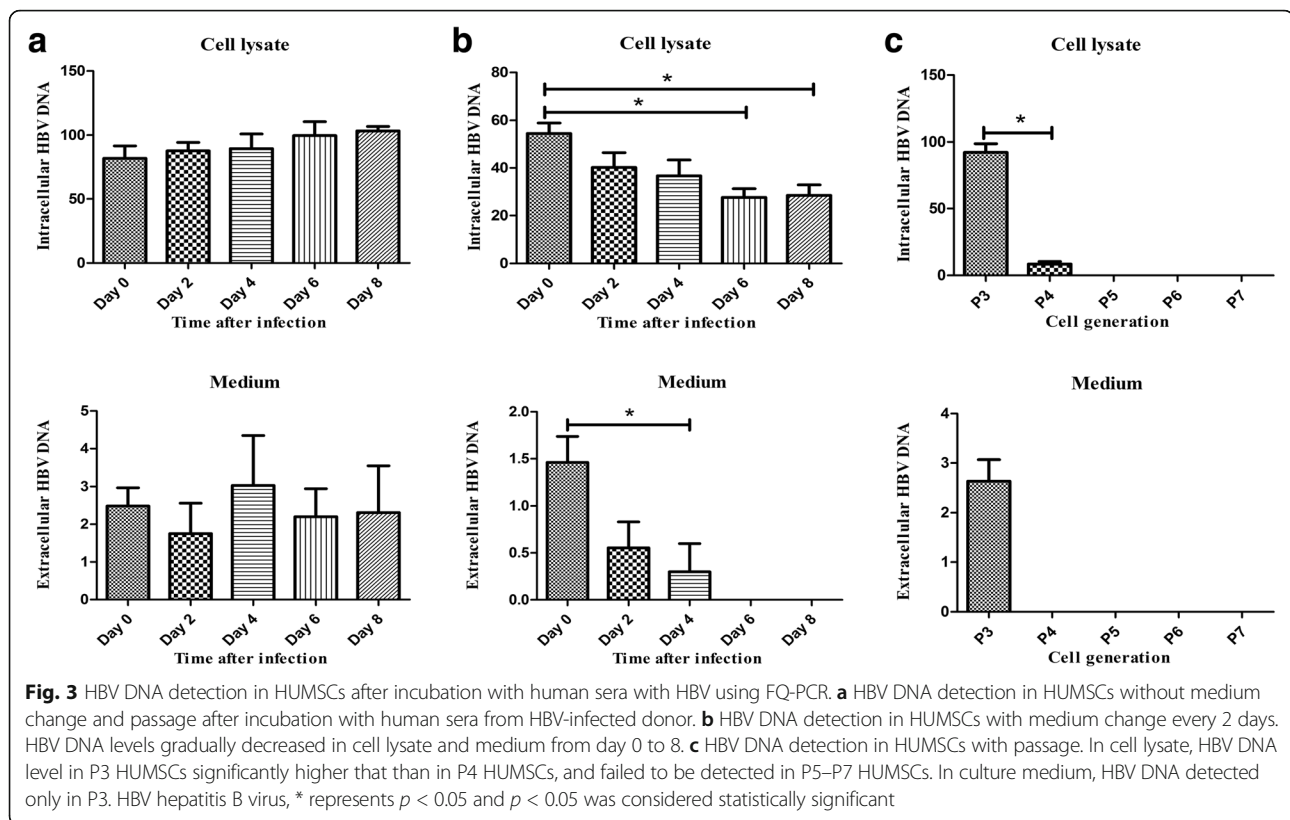 a
Cell lysate
Intracellular HBV DNA
150
100
50
0
Day 0 Day 2 Day 4 Day 6 Day 8
Time after infection
Medium
Extracellular HBV DNA
5
4
3
2
1
0
Day 0 Day 2 Day 4 Day 6 Day 8
Time after infection
b
Cell lysate
Intracellular HBV DNA
80
60
40
20
0
*
*
Day 0 Day 2 Day 4 Day 6 Day 8
Time after infection
Medium
Extracellular HBV DNA
2.0
1.5
1.0
0.5
0.0
*
Day 0 Day 2 Day 4 Day 6 Day 8
Time after infection
c
Cell lysate
Intracellular HBV DNA
150
100
50
0
*
P3 P4 P5 P6 P7
Cell generation
Medium
Extracellular HBV DNA
4
3
2
1
0
P3 P4 P5 P6 P7
Cell generation
Fig. 3 HBV DNA detection in HUMSCs after incubation with human sera with HBV using FQ-PCR. a HBV DNA detection in HUMSCs without medium
change and passage after incubation with human sera from HBV-infected donor. b HBV DNA detection in HUMSCs with medium change every 2 days.
HBV DNA levels gradually decreased in cell lysate and medium from day 0 to 8. c HBV DNA detection in HUMSCs with passage. In cell lysate, HBV DNA
level in P3 HUMSCs significantly higher that than in P4 HUMSCs, and failed to be detected in P5–P7 HUMSCs. In culture medium, HBV DNA detected
only in P3. HBV hepatitis B virus, * represents p < 0.05 and p < 0.05 was considered statistically significant